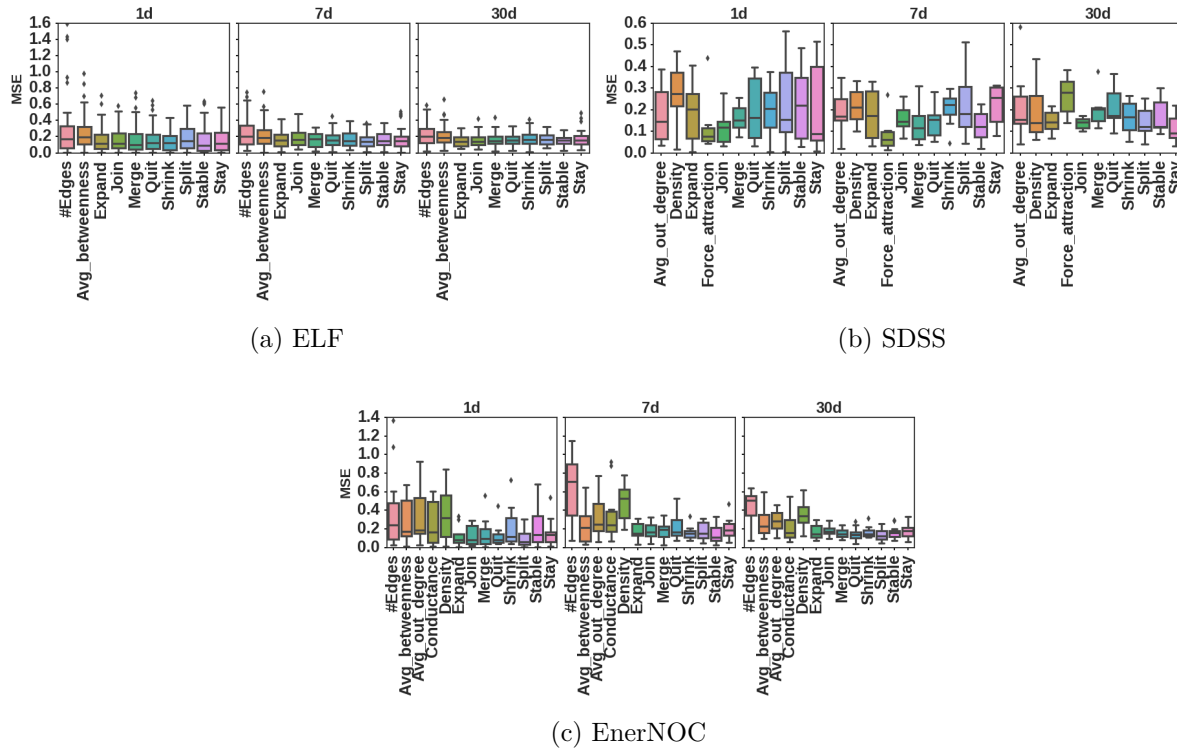 1d 7d 30d
MSE
1.6
1.4
1.2
1.0
0.8
0.6
0.4
0.2
0.0
#Edges Avg_betweenness Expand Join Merge Quit Shrink Split Stable Stay
#Edges Avg_betweenness Expand Join Merge Quit Shrink Split Stable Stay
#Edges Avg_betweenness Expand Join Merge Quit Shrink Split Stable Stay
(a) ELF
1d 7d 30d
MSE
0.6
0.5
0.4
0.3
0.2
0.1
0.0
Avg_out_degree Density Expand Force_attraction Join Merge Quit Shrink Split Stable Stay
Avg_out_degree Density Expand Force_attraction Join Merge Quit Shrink Split Stable Stay
Avg_out_degree Density Expand Force_attraction Join Merge Quit Shrink Split Stable Stay
(b) SDSS
1d 7d 30d
MSE
1.4
1.2
1.0
0.8
0.6
0.4
0.2
0.0
#Edges Avg_betweenness Avg_out_degree Conductance Density Expand Join Merge Quit Shrink Split Stable Stay
#Edges Avg_betweenness Avg_out_degree Conductance Density Expand Join Merge Quit Shrink Split Stable Stay
#Edges Avg_betweenness Avg_out_degree Conductance Density Expand Join Merge Quit Shrink Split Stable Stay
(c) EnerNOC